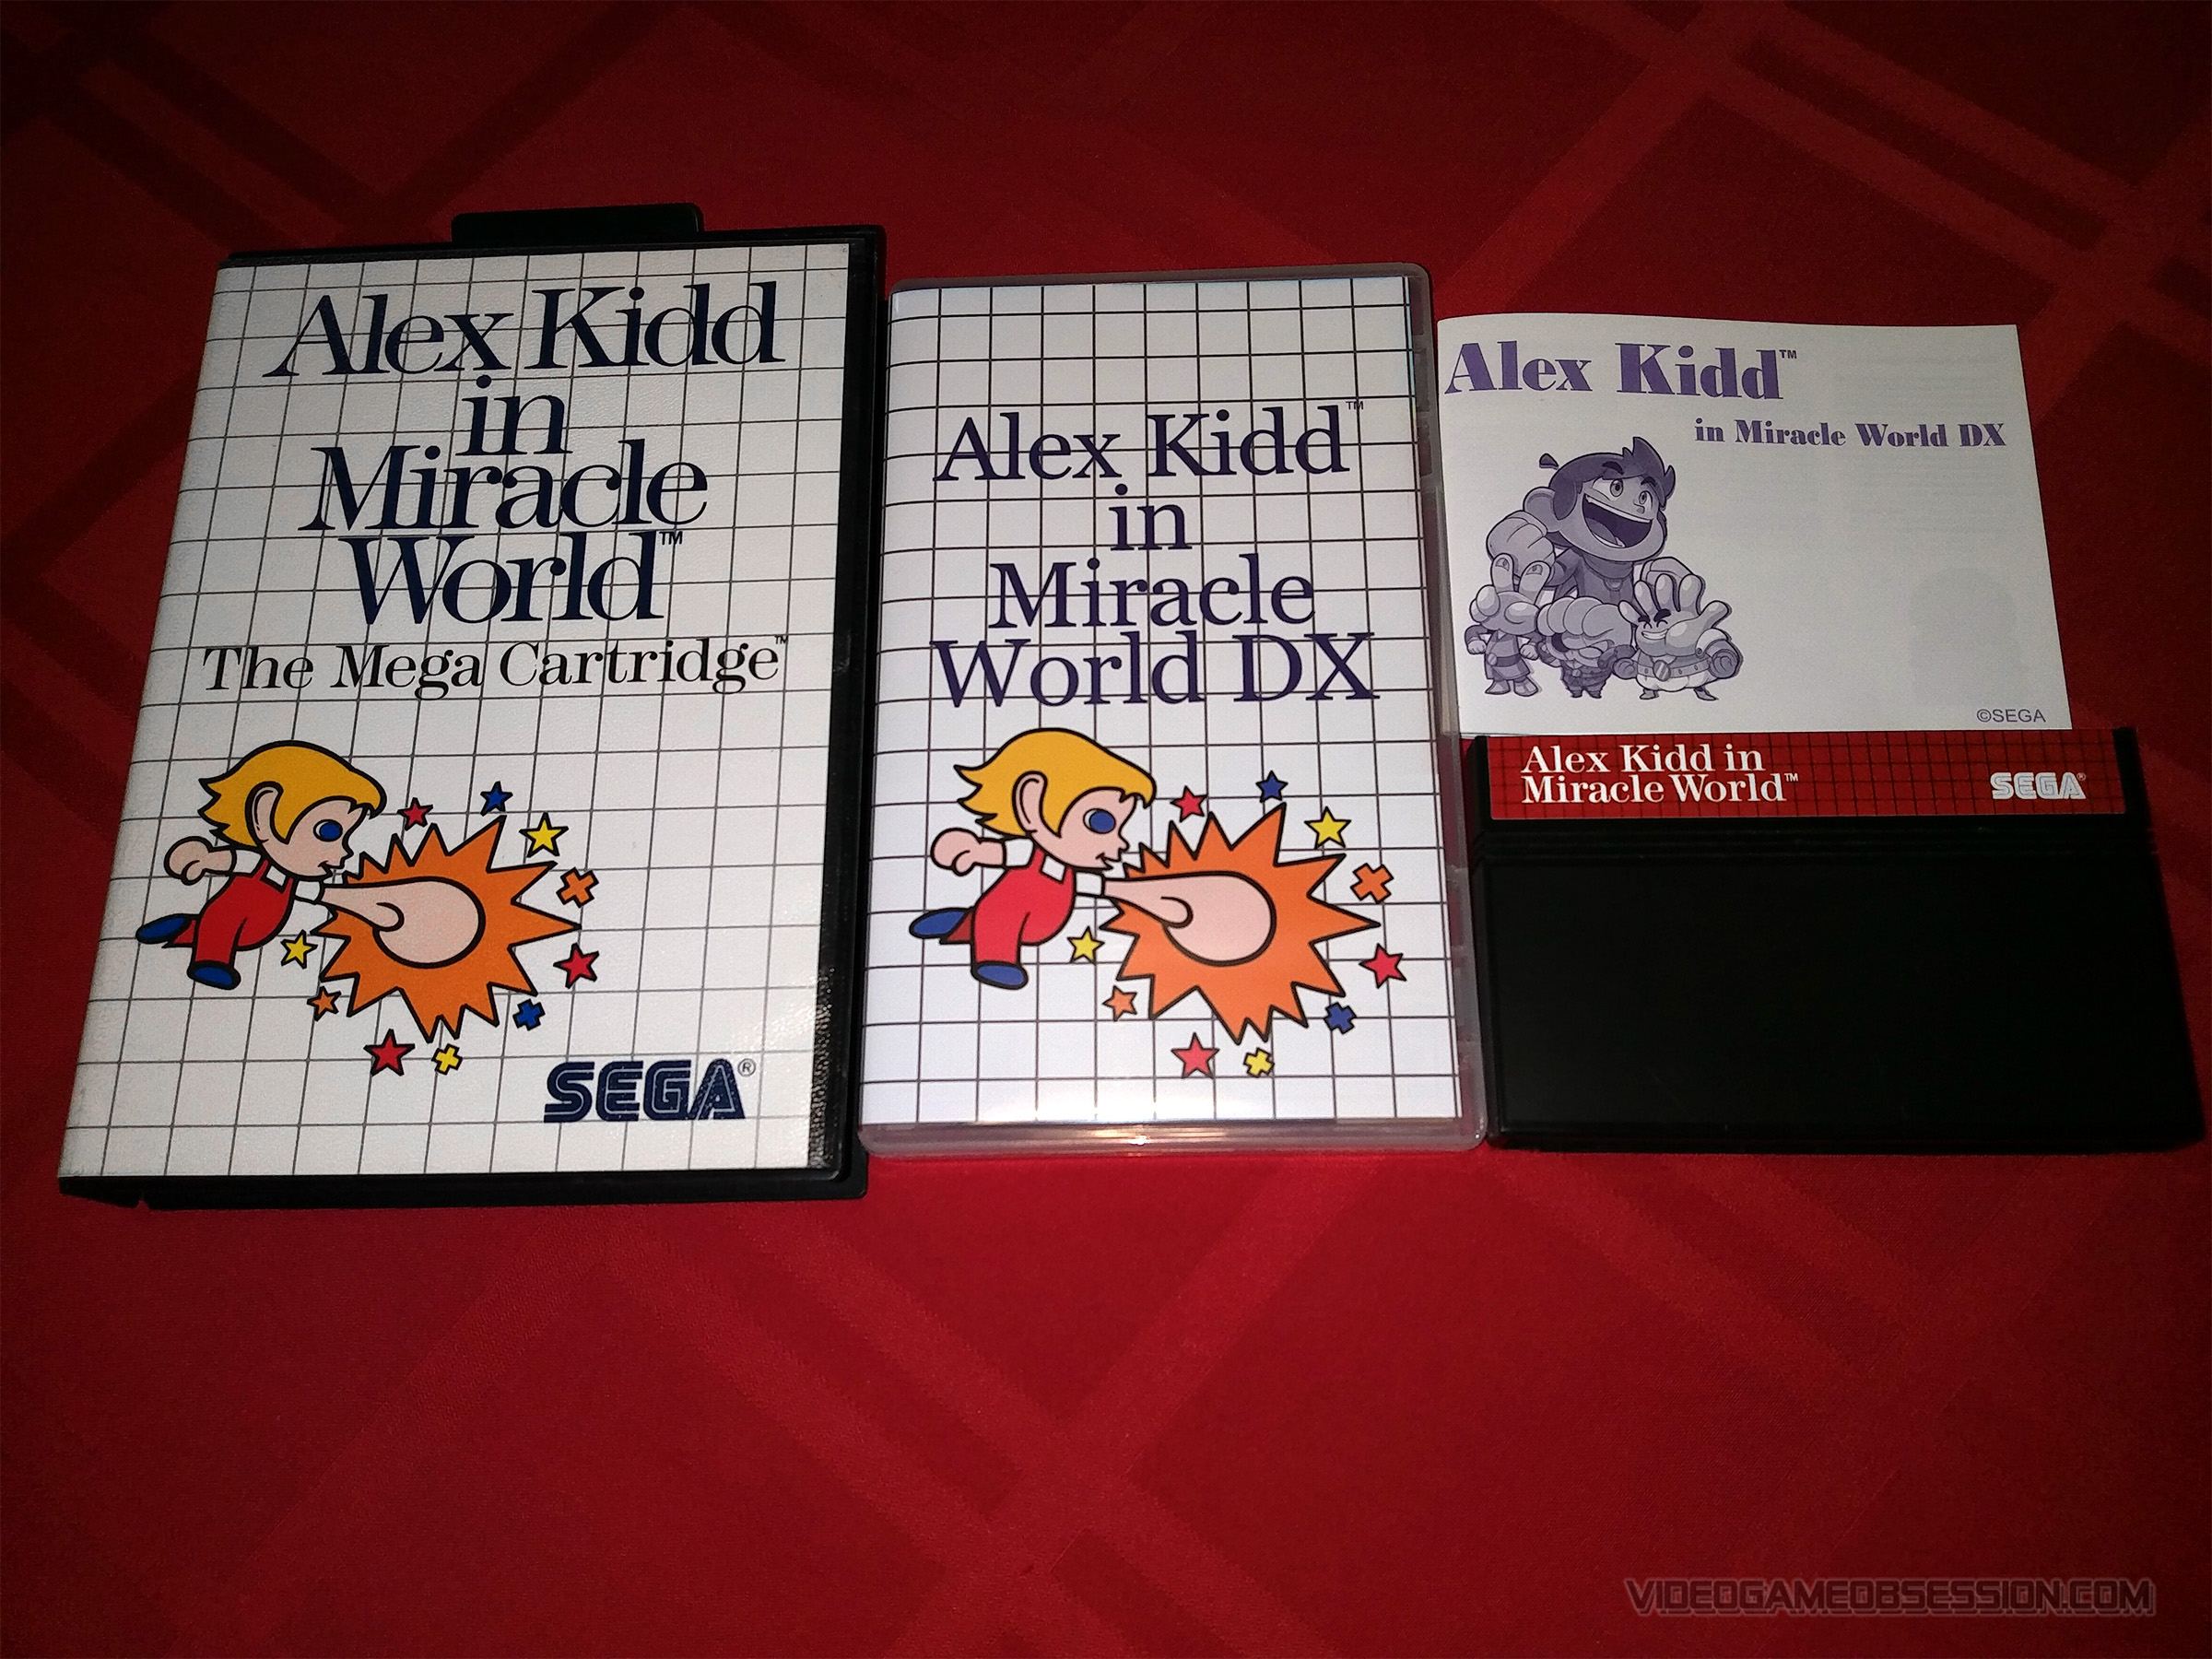 Alex Kidd
in
Miracle
World™
The Mega Cartridge™
SEGA®
Alex Kidd™
in
Miracle
World DX
Alex Kidd™
in Miracle World DX
©SEGA
Alex Kidd in
Miracle World™
SEGA®
VIDEOGAMEOBSESSION.COM